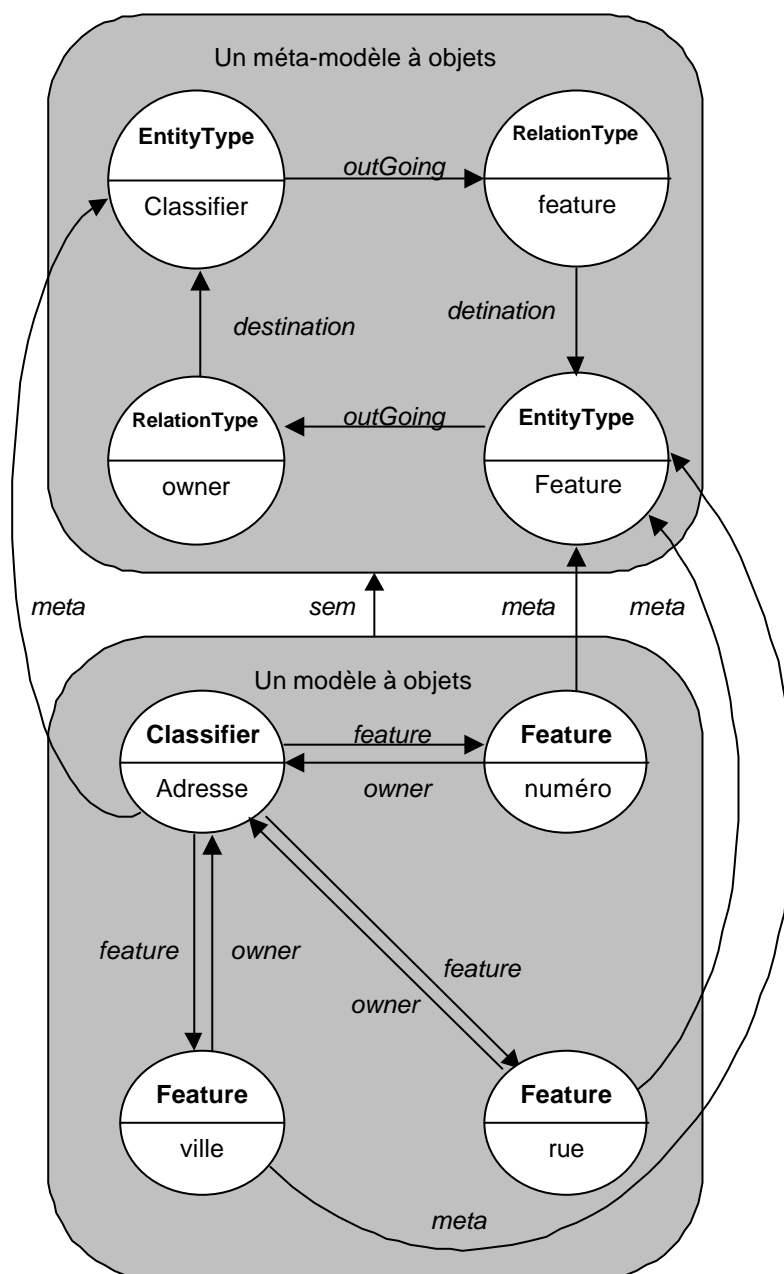 Un méta-modèle à objets
EntityType
Classifier
outGoing
RelationType
feature
destination
detination
RelationType
owner
outGoing
EntityType
Feature
meta
sem
meta
meta
Un modèle à objets
Classifier
Adresse
feature
owner
Feature
numéro
feature
owner
feature
owner
Feature
ville
Feature
rue
meta